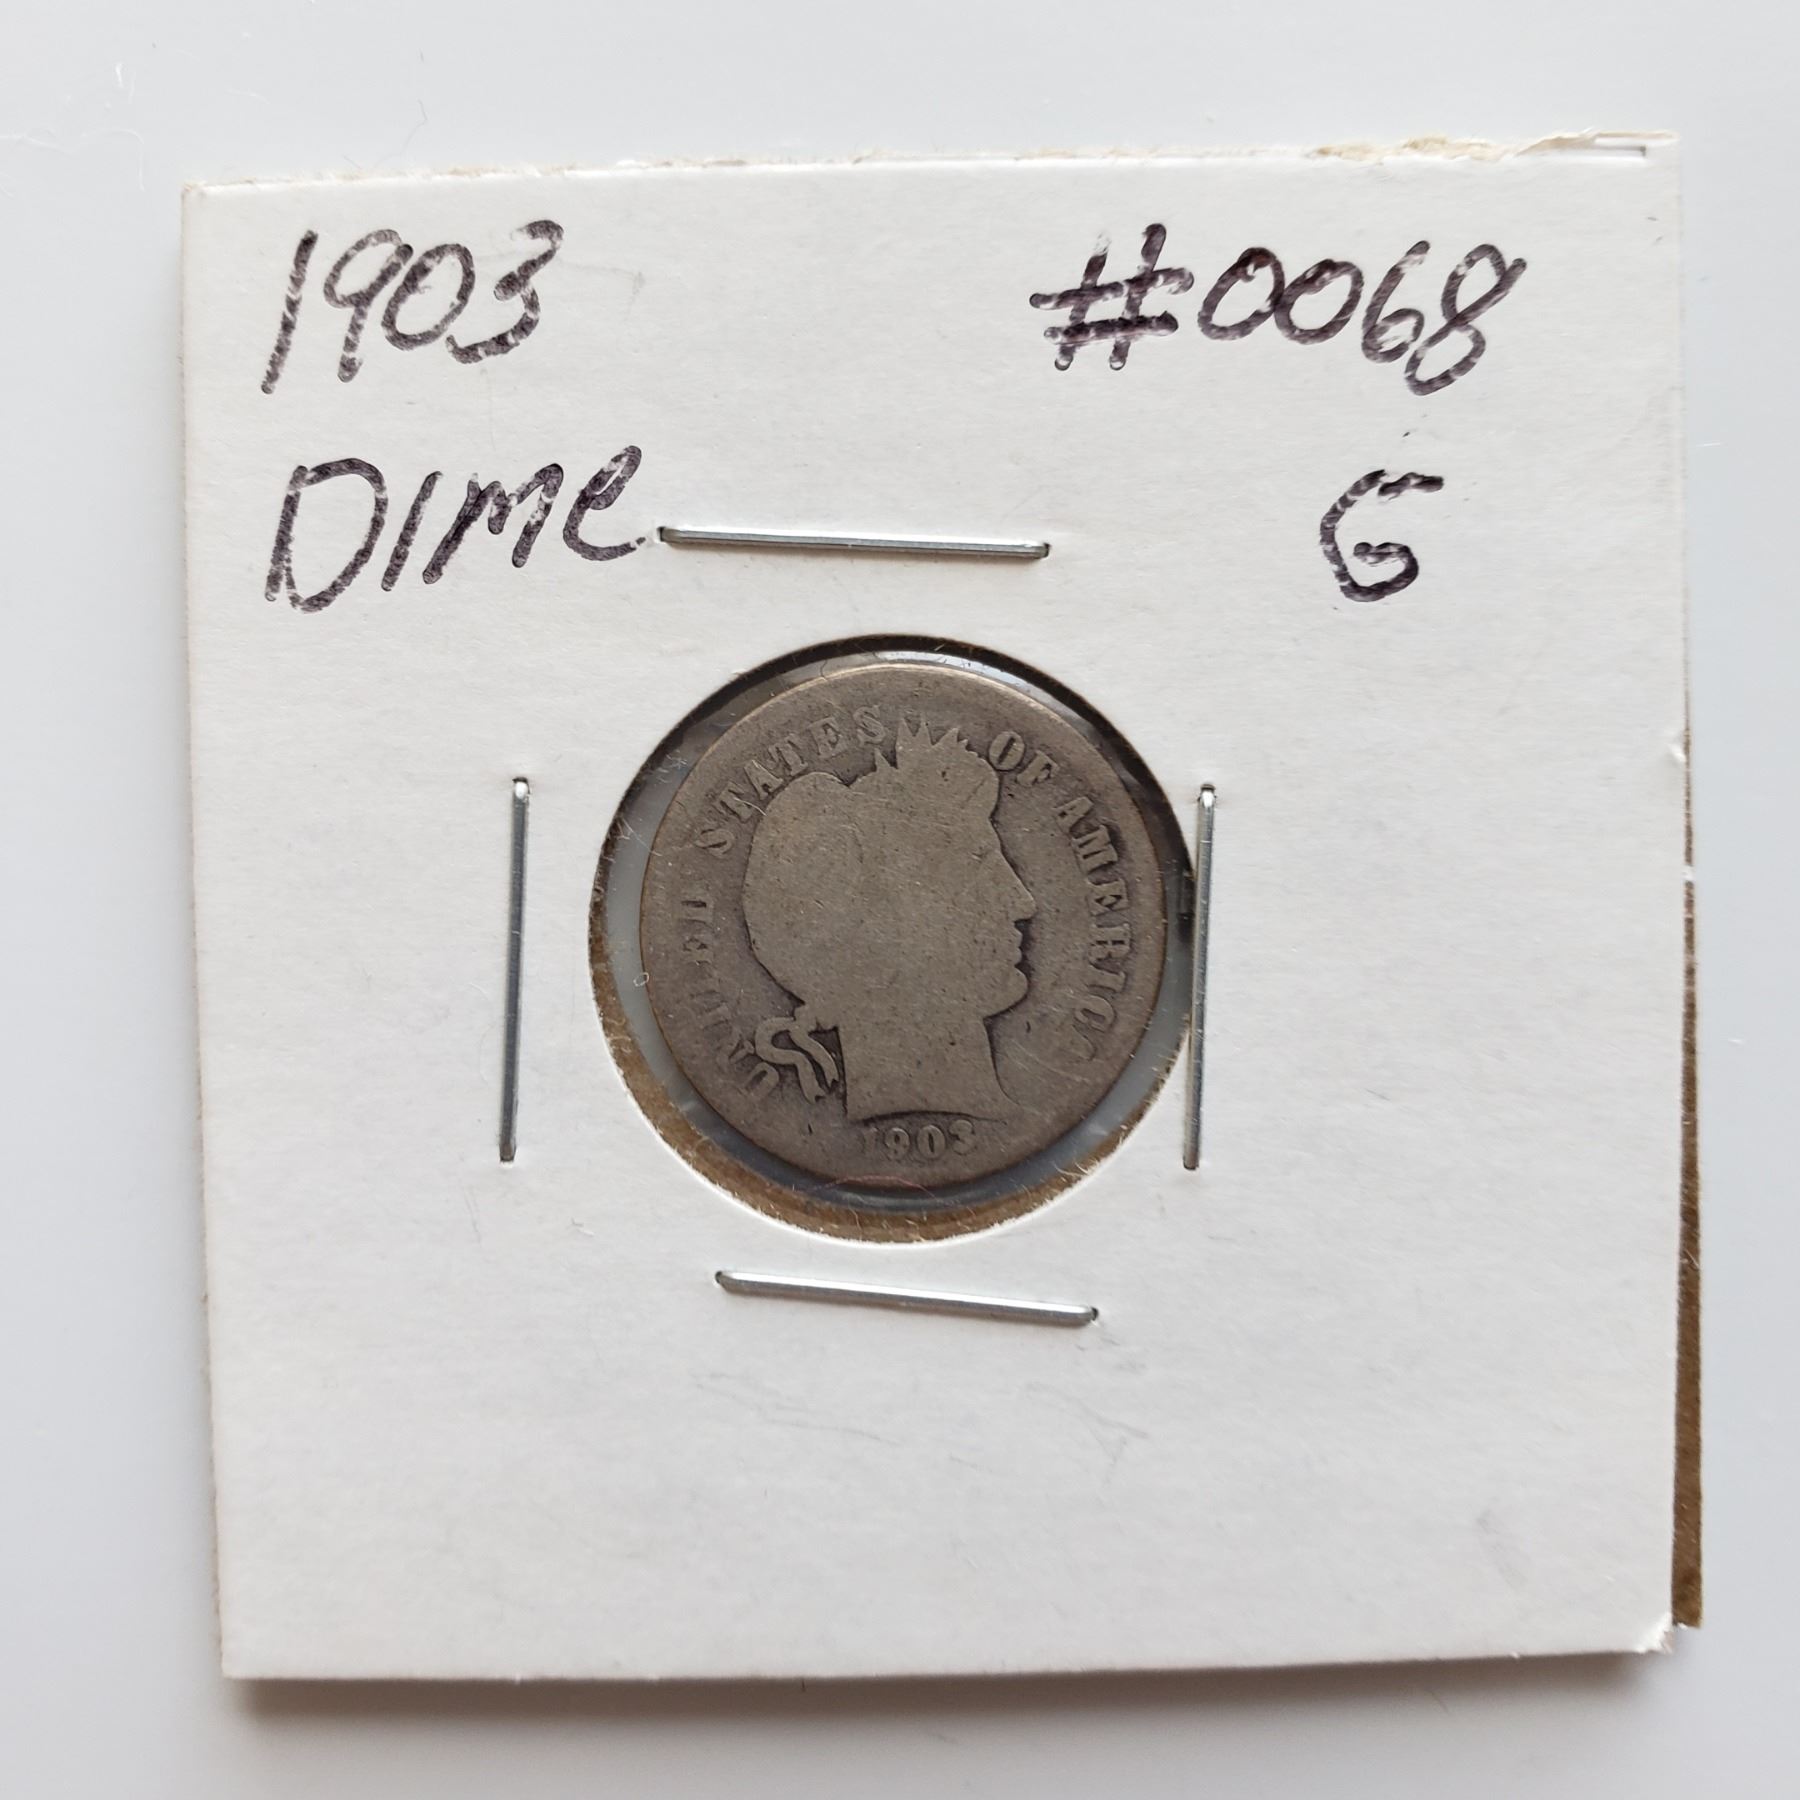 1903 #0068
DIMe G
UNITED STATES OF AMERICA
1903